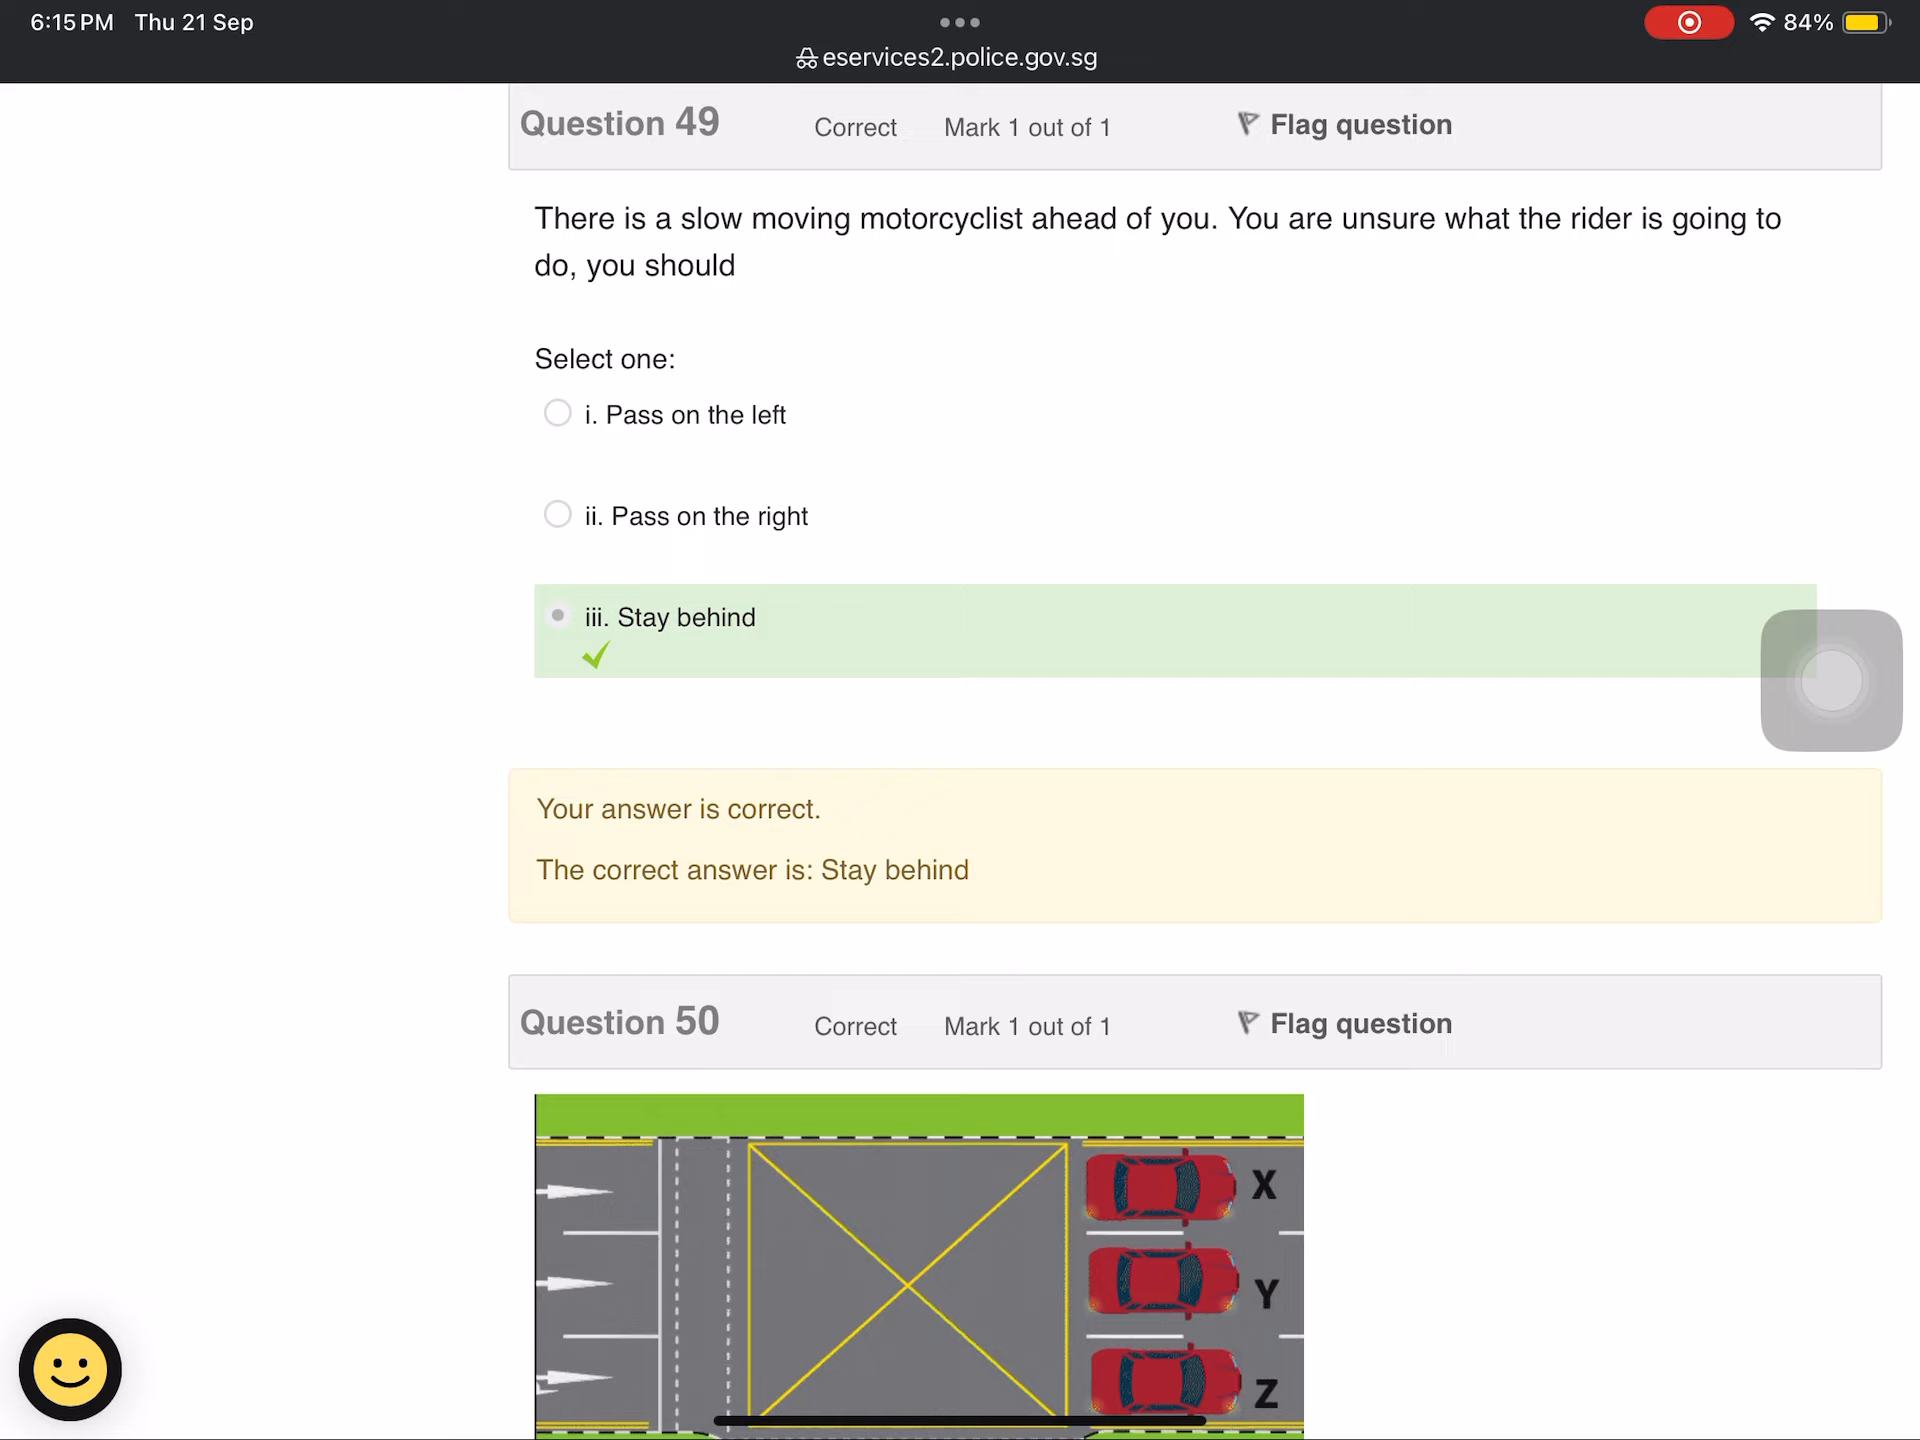 6:15 PM Thu 21 Sep
84%
eservices2.police.gov.sg
Question 49 Correct Mark 1 out of 1 Flag question
There is a slow moving motorcyclist ahead of you. You are unsure what the rider is going to
do, you should
Select one:
i. Pass on the left
ii. Pass on the right
iii. Stay behind
Your answer is correct.
The correct answer is: Stay behind
Question 50 Correct Mark 1 out of 1 Flag question
X
Y
Z